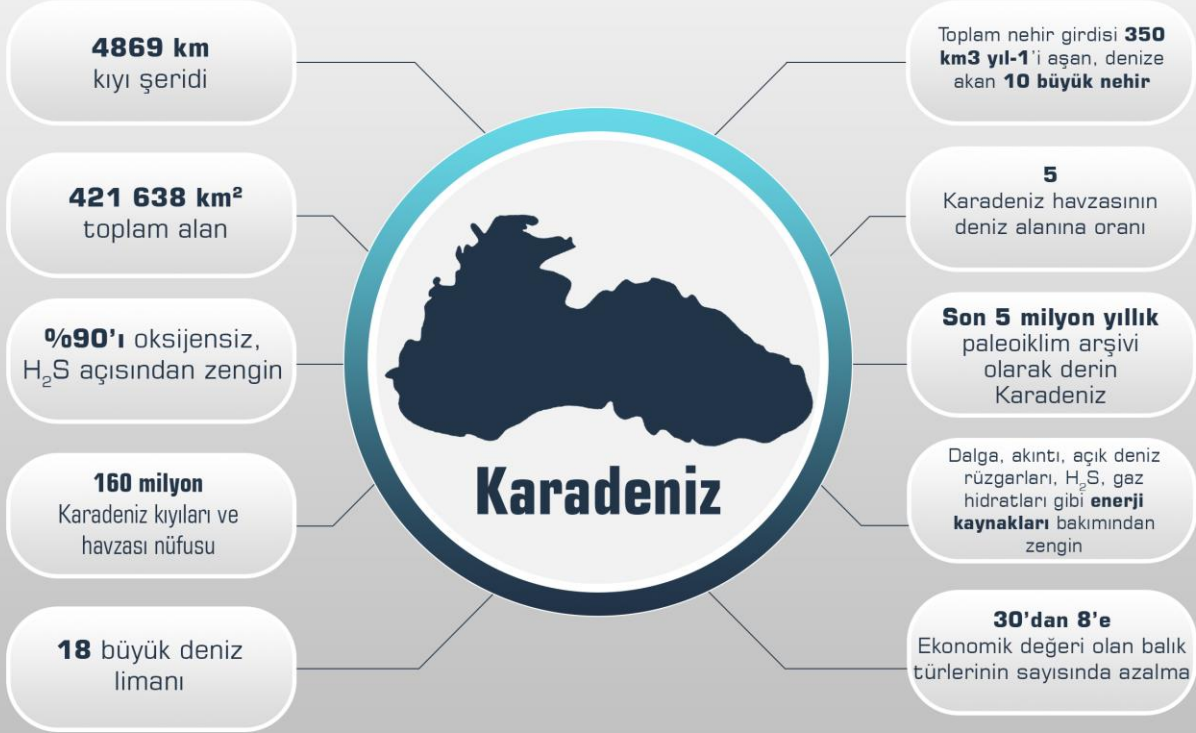 4869 km
kıyı şeridi
421 638 km²
toplam alan
%90'ı oksijensiz,
H₂S açısından zengin
160 milyon
Karadeniz kıyıları ve
havzası nüfusu
18 büyük deniz
limanı
Karadeniz
Toplam nehir girdisi 350
km3 yıl-1'i aşan, denize
akan 10 büyük nehir
5
Karadeniz havzasının
deniz alanına oranı
Son 5 milyon yıllık
paleoiklim arşivi
olarak derin
Karadeniz
Dalga, akıntı, açık deniz
rüzgarları, H₂S, gaz
hidratları gibi enerji
kaynakları bakımından
zengin
30'dan 8'e
Ekonomik değeri olan balık
türlerinin sayısında azalma